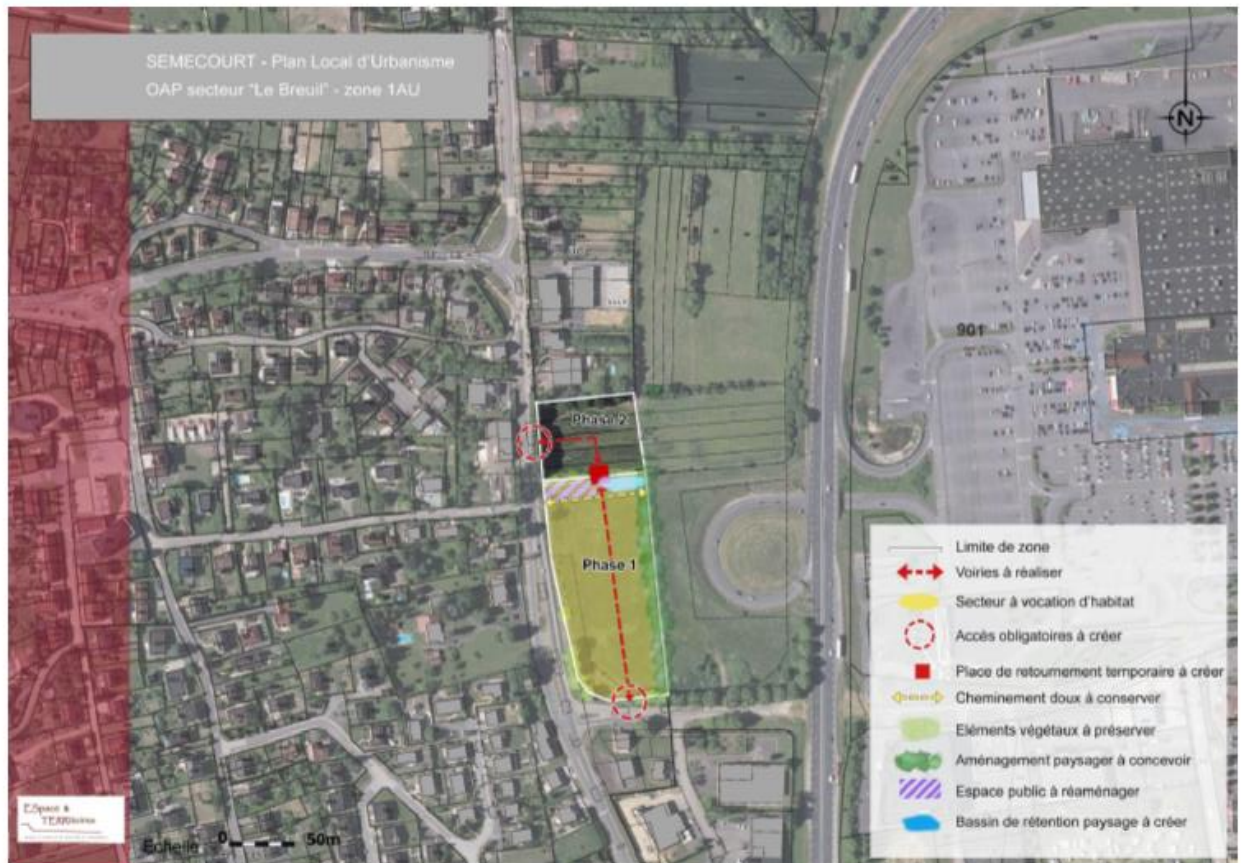 SEMECOURT - Plan Local d'Urbanisme
OAP secteur "Le Breuil" - zone 1AU
N
901
Phase 2
Phase 1
Limite de zone
Voiries à réaliser
Secteur à vocation d'habitat
Accès obligatoires à créer
Place de retournement temporaire à créer
Cheminement doux à conserver
Eléments végétaux à préserver
Aménagement paysager à concevoir
Espace public à réaménager
Bassin de rétention paysage à créer
ESpace &
TERRitoires
Echelle 0 50m